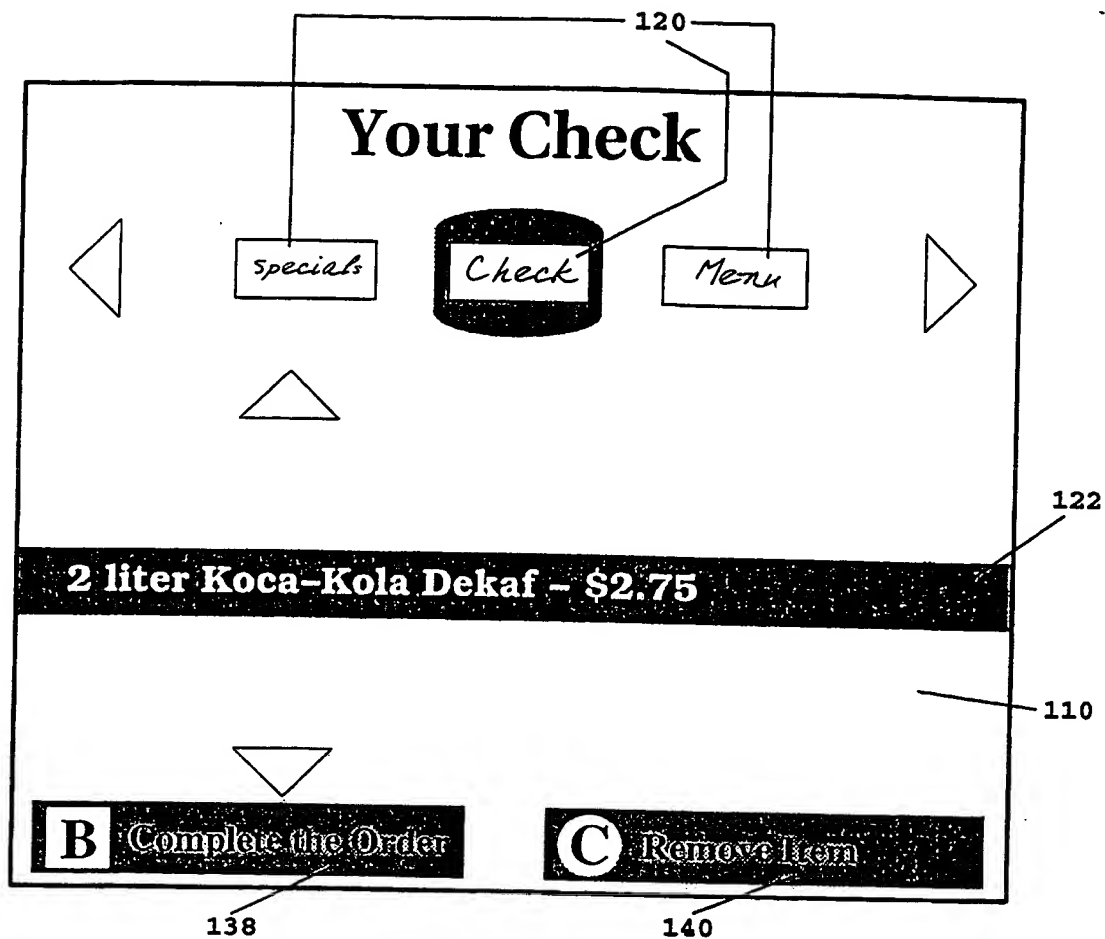 120
Your Check
specials Check Menu
122
2 liter Koca-Kola Dekaf - $2.75
110
B Complete the Order C Remove Item
138 140